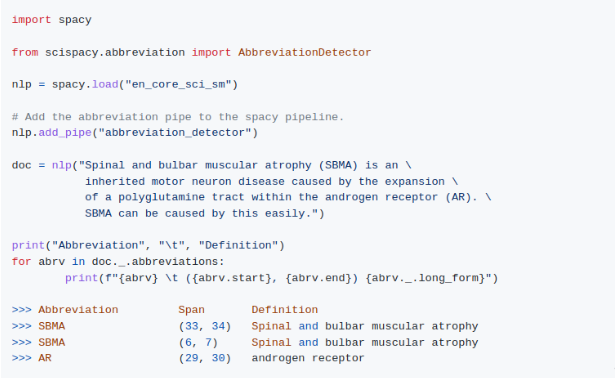 import spacy

from scispacy.abbreviation import AbbreviationDetector

nlp = spacy.load("en_core_sci_sm")

# Add the abbreviation pipe to the spacy pipeline.
nlp.add_pipe("abbreviation_detector")

doc = nlp("Spinal and bulbar muscular atrophy (SBMA) is an \
           inherited motor neuron disease caused by the expansion \
           of a polyglutamine tract within the androgen receptor (AR). \
           SBMA can be caused by this easily.")

print("Abbreviation", "\t", "Definition")
for abrv in doc._.abbreviations:
        print(f"{abrv} \t ({abrv.start}, {abrv.end}) {abrv._.long_form}")

>>> Abbreviation         Span       Definition
>>> SBMA                 (33, 34)   Spinal and bulbar muscular atrophy
>>> SBMA                 (6, 7)     Spinal and bulbar muscular atrophy
>>> AR                   (29, 30)   androgen receptor